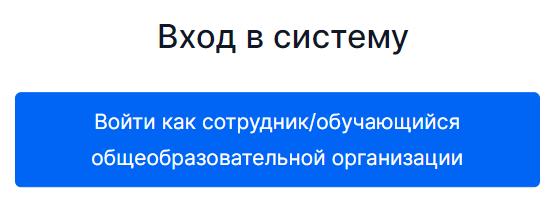 Вход в систему
Войти как сотрудник/обучающийся
общеобразовательной организации